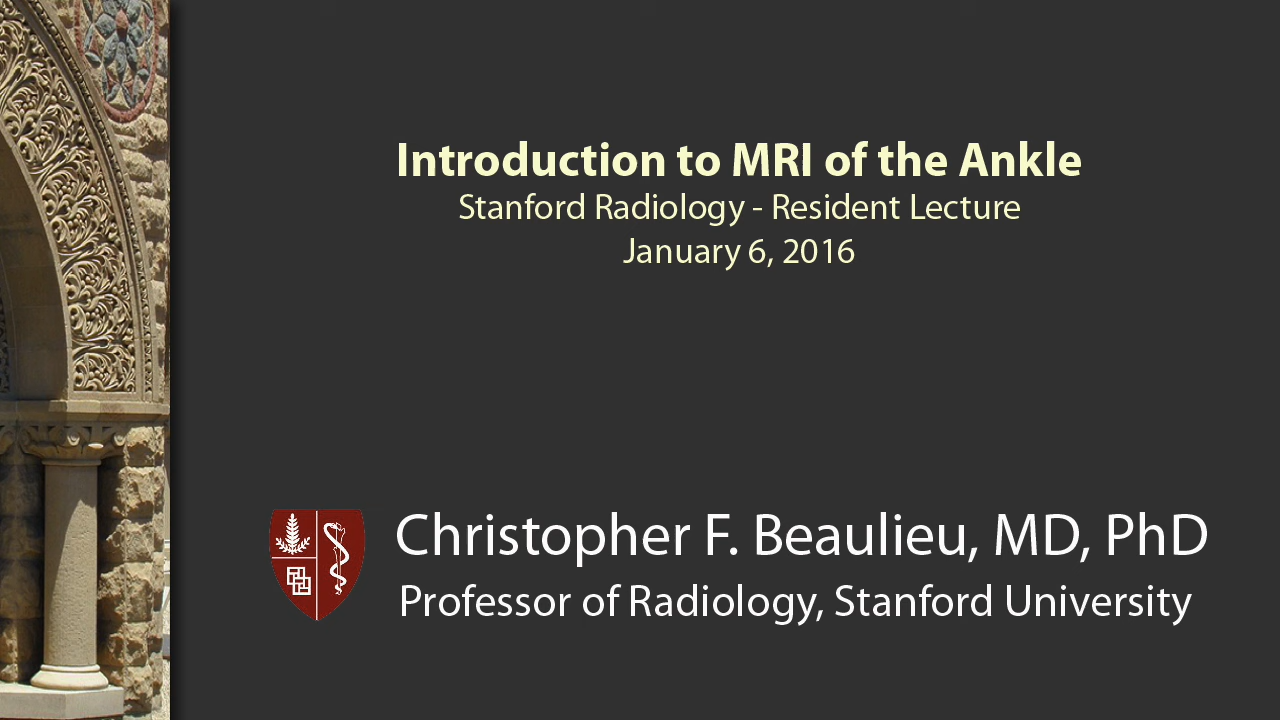 Introduction to MRI of the Ankle
Stanford Radiology - Resident Lecture
January 6, 2016
Christopher F. Beaulieu, MD, PhD
Professor of Radiology, Stanford University